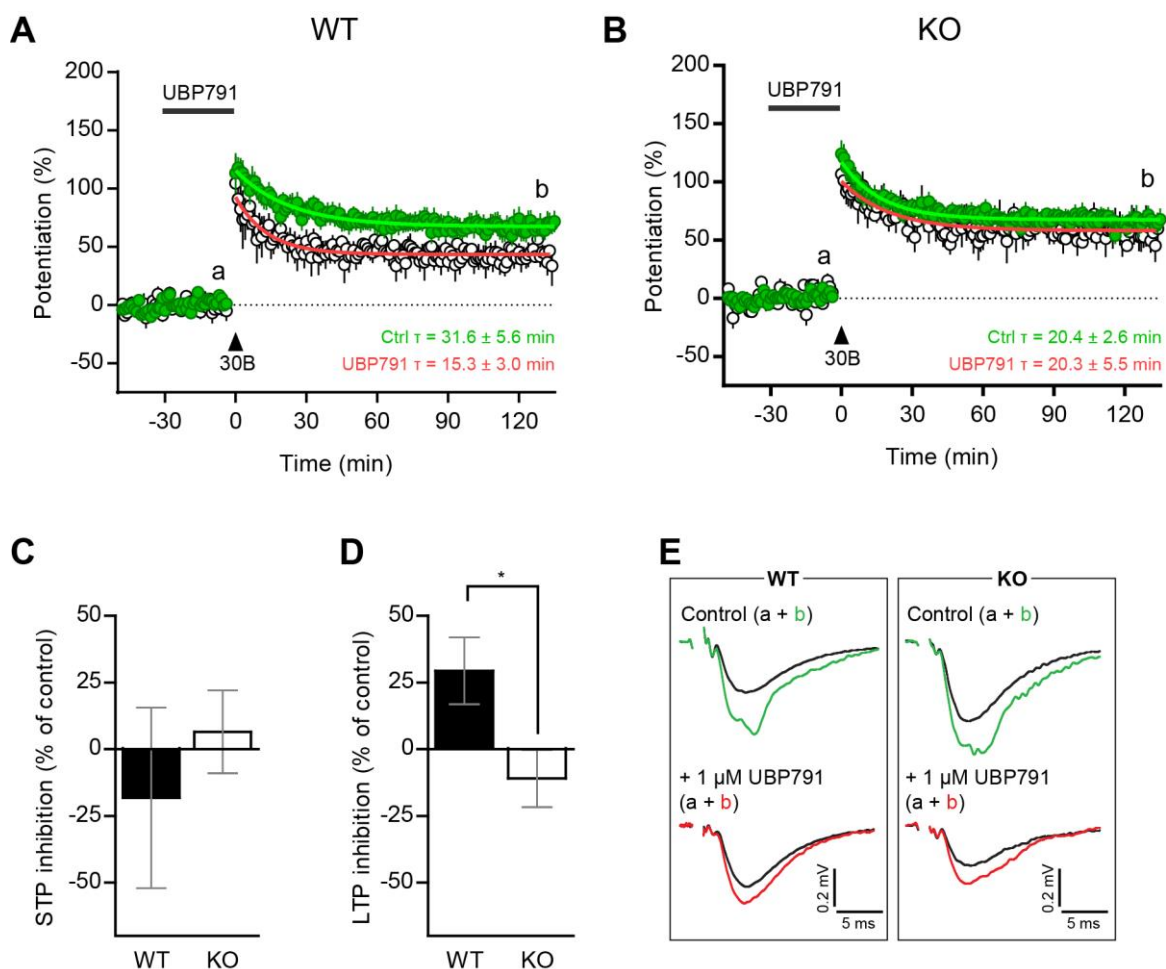 A
WT
200
150
100
50
0
-50
Potentiation (%)
UBP791
a
b
30B
Ctrl τ = 31.6 ± 5.6 min
UBP791 τ = 15.3 ± 3.0 min
-30 0 30 60 90 120
Time (min)
B
KO
200
150
100
50
0
-50
Potentiation (%)
UBP791
a
b
30B
Ctrl τ = 20.4 ± 2.6 min
UBP791 τ = 20.3 ± 5.5 min
-30 0 30 60 90 120
Time (min)
C
STP inhibition (% of control)
50
25
0
-25
-50
WT KO
D
LTP inhibition (% of control)
50
25
0
-25
-50
*
WT KO
E
WT
Control (a + b)
+ 1 µM UBP791
(a + b)
0.2 mV
5 ms
KO
Control (a + b)
+ 1 µM UBP791
(a + b)
0.2 mV
5 ms